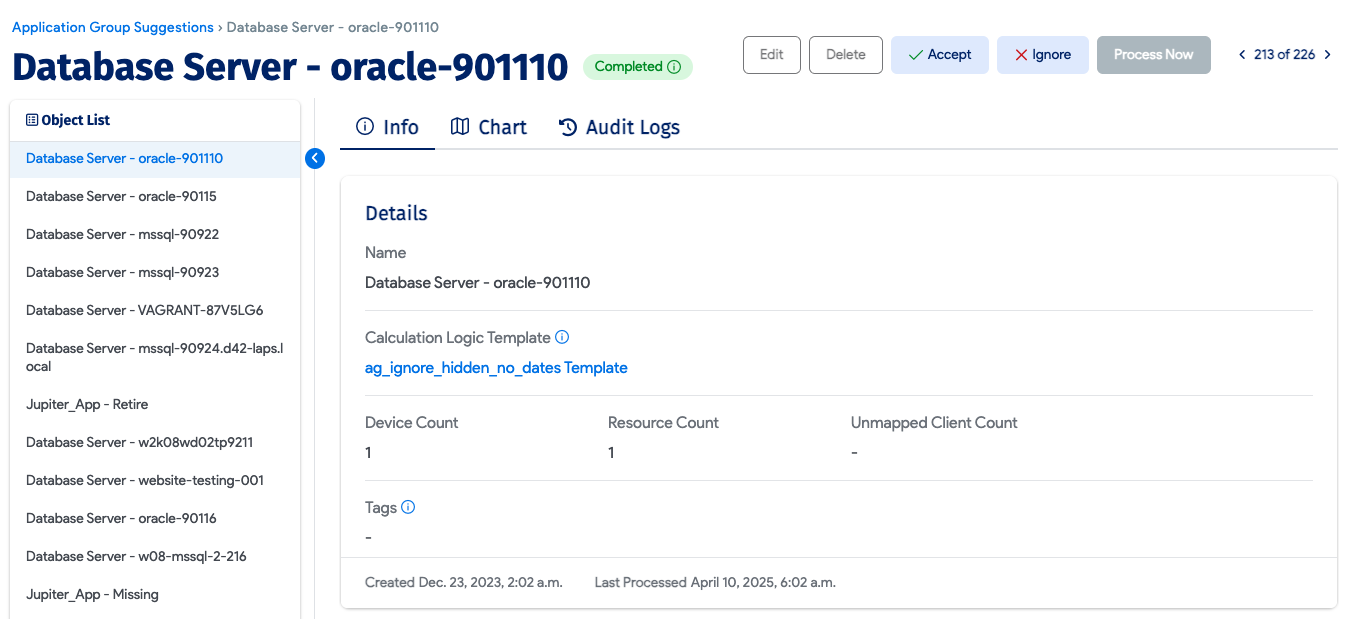 Application Group Suggestions › Database Server - oracle-901110
Database Server - oracle-901110
Completed
Edit
Delete
Accept
Ignore
Process Now
213 of 226
Object List
Database Server - oracle-901110
Database Server - oracle-90115
Database Server - mssql-90922
Database Server - mssql-90923
Database Server - VAGRANT-87V5LG6
Database Server - mssql-90924.d42-laps.l
ocal
Jupiter_App - Retire
Database Server - w2k08wd02tp9211
Database Server - website-testing-001
Database Server - oracle-90116
Database Server - w08-mssql-2-216
Jupiter_App - Missing
Info
Chart
Audit Logs
Details
Name
Database Server - oracle-901110
Calculation Logic Template
ag_ignore_hidden_no_dates Template
Device Count
Resource Count
Unmapped Client Count
1
1
-
Tags
-
Created Dec. 23, 2023, 2:02 a.m.
Last Processed April 10, 2025, 6:02 a.m.